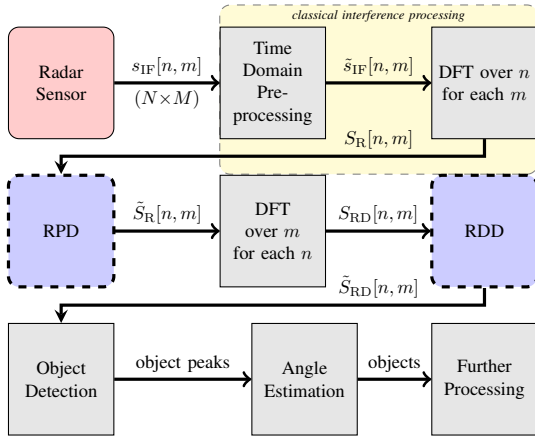 classical interference processing
Radar
Sensor
s_IF[n, m]
(N×M)
Time
Domain
Pre-
processing
s̃_IF[n, m]
DFT over n
for each m
S_R[n, m]
RPD
S̃_R[n, m]
DFT
over m
for each n
S_RD[n, m]
RDD
S̃_RD[n, m]
Object
Detection
object peaks
Angle
Estimation
objects
Further
Processing